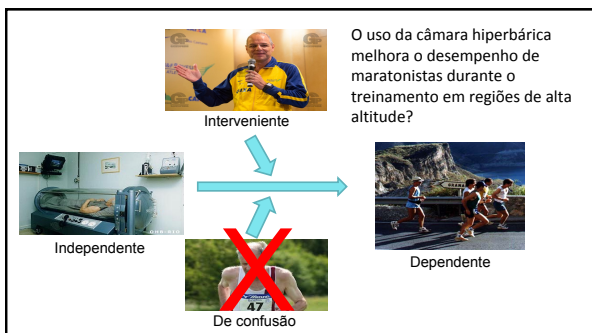 O uso da câmara hiperbárica
melhora o desempenho de
maratonistas durante o
treinamento em regiões de alta
altitude?
Interveniente
Independente
47
De confusão
Dependente